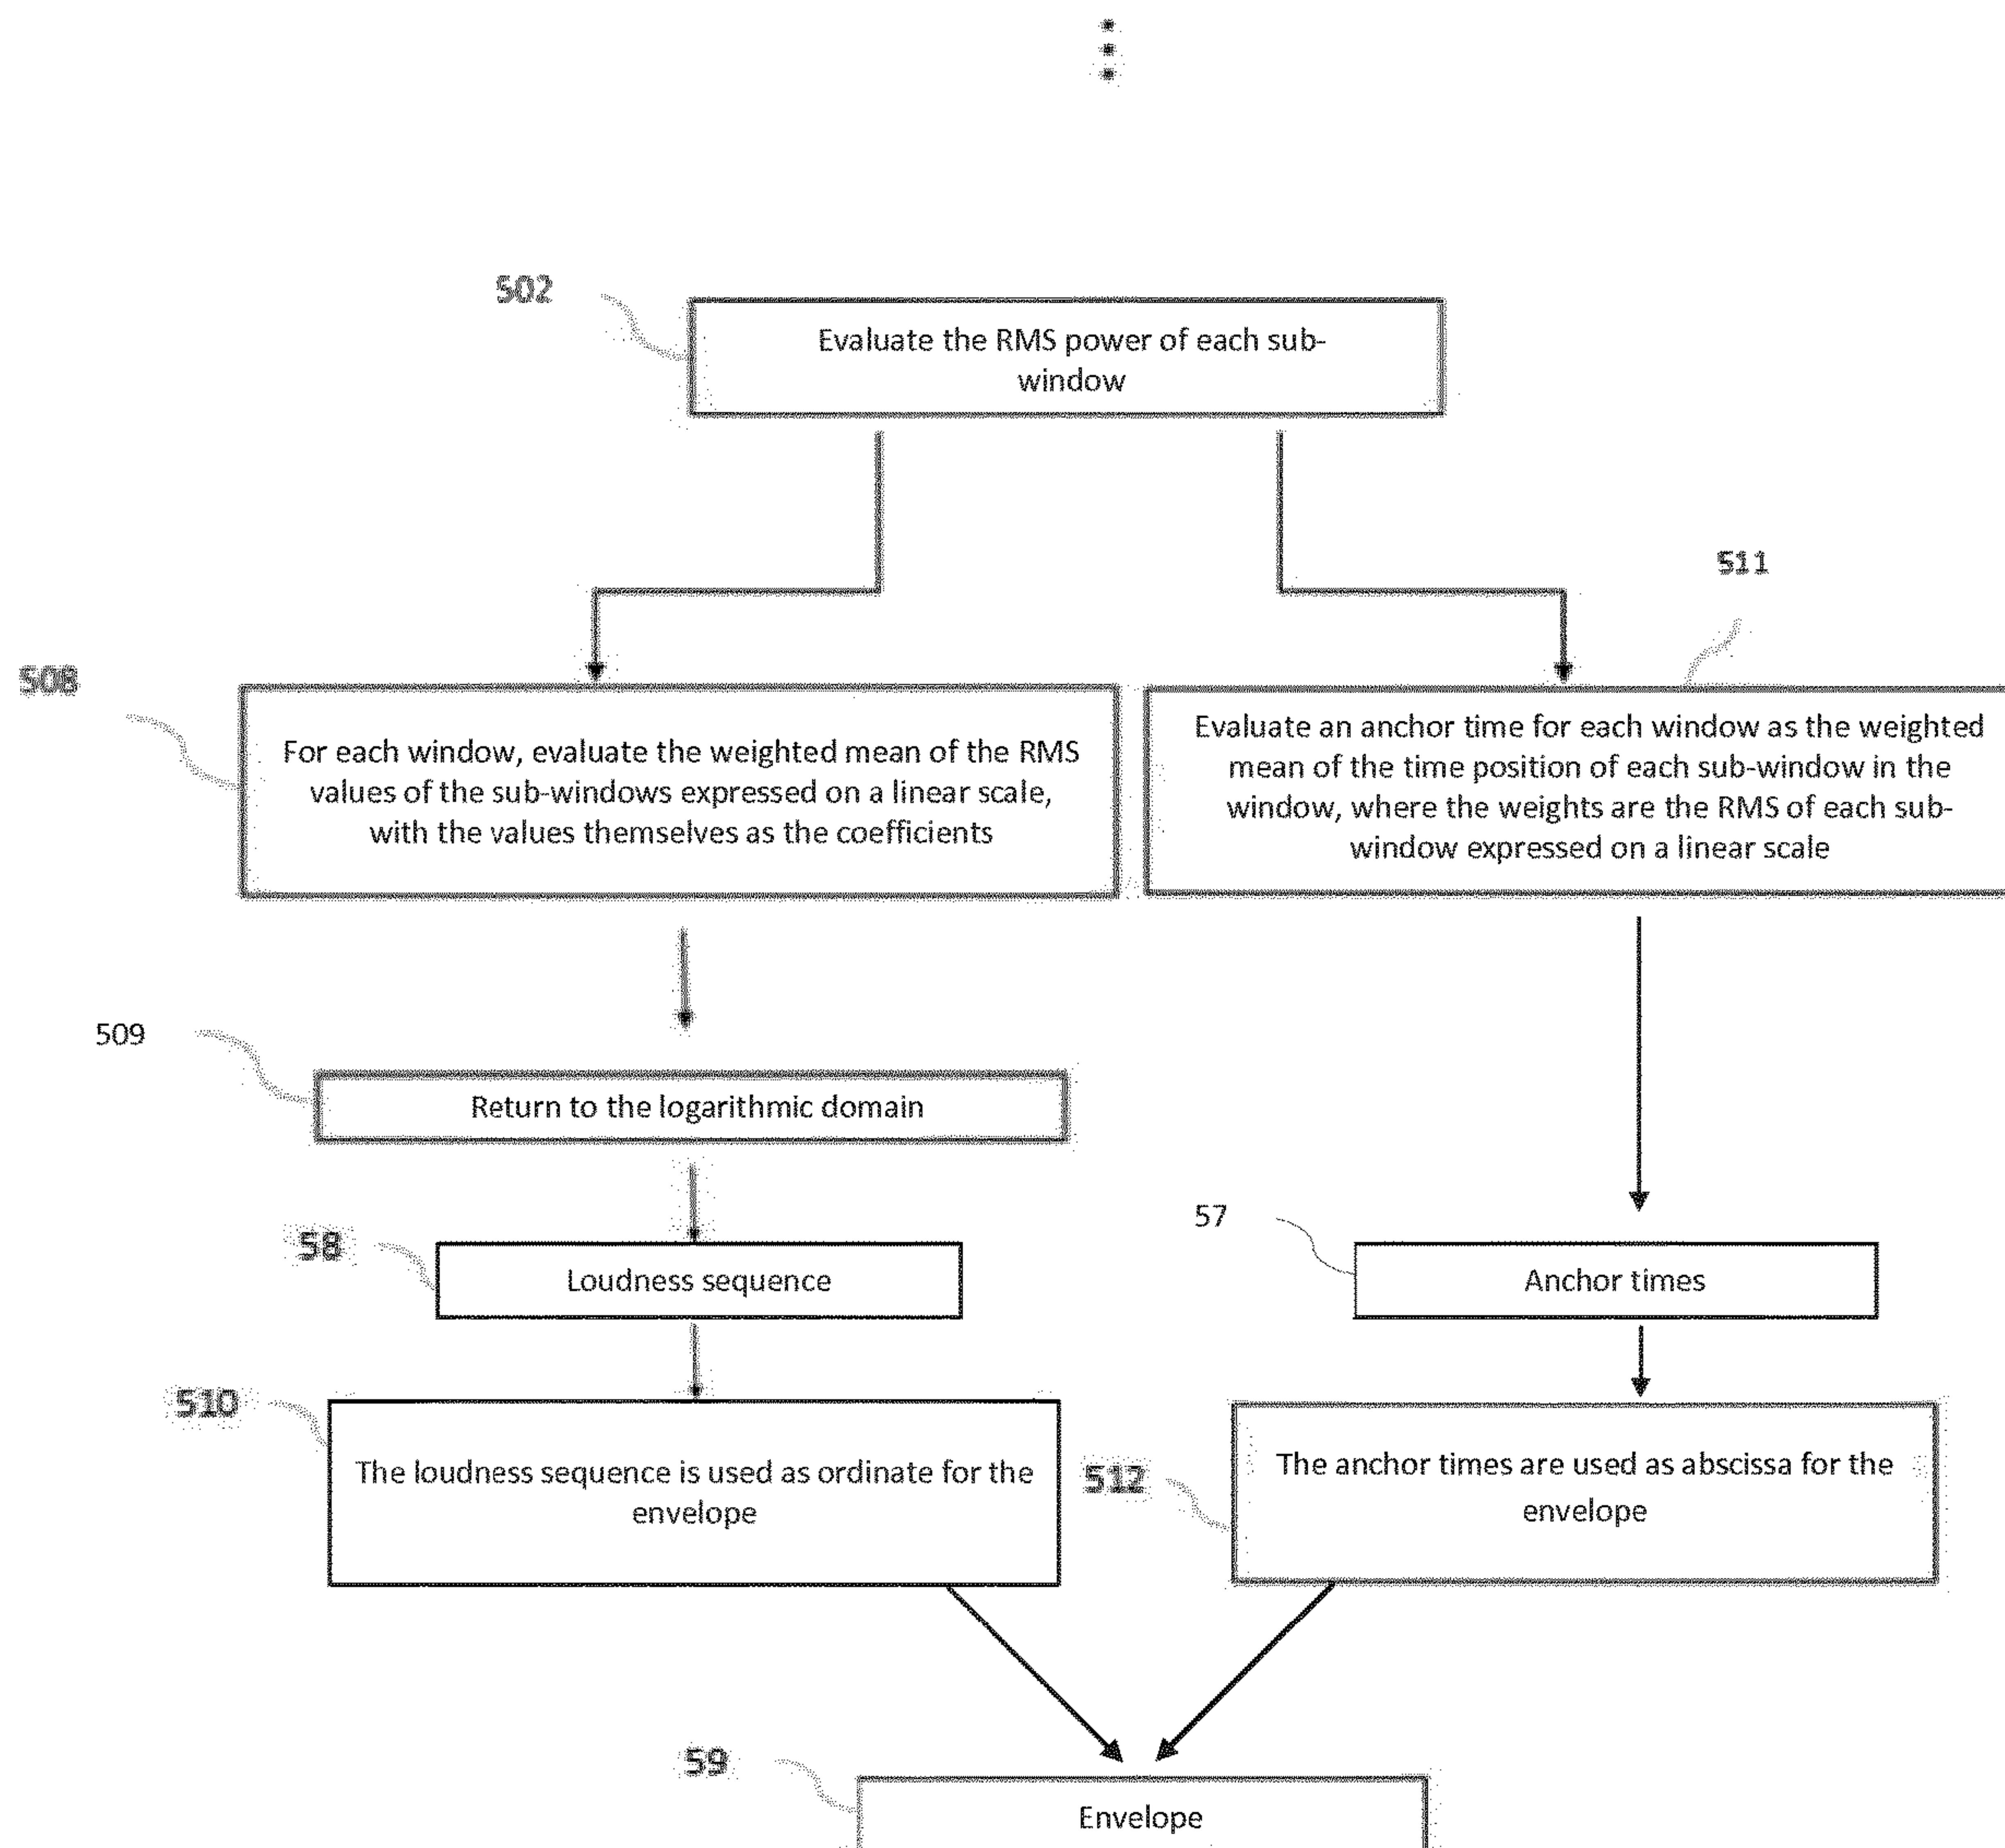 502
Evaluate the RMS power of each sub-
window
511
508
For each window, evaluate the weighted mean of the RMS
values of the sub-windows expressed on a linear scale,
with the values themselves as the coefficients
Evaluate an anchor time for each window as the weighted
mean of the time position of each sub-window in the
window, where the weights are the RMS of each sub-
window expressed on a linear scale
509
Return to the logarithmic domain
58
Loudness sequence
57
Anchor times
510
The loudness sequence is used as ordinate for the
envelope
512
The anchor times are used as abscissa for the
envelope
59
Envelope